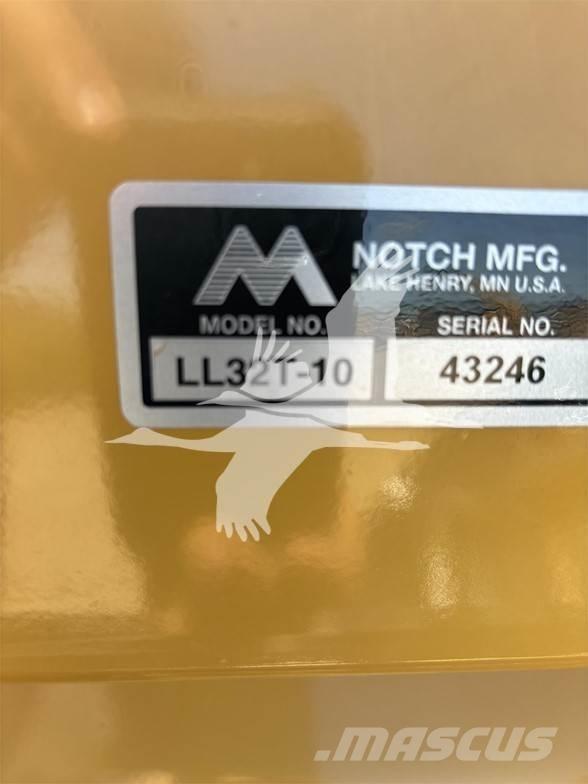 NOTCH MFG.
LAKE HENRY, MN U.S.A.
MODEL NO. SERIAL NO.
LL32T-10 43246
MASCUS